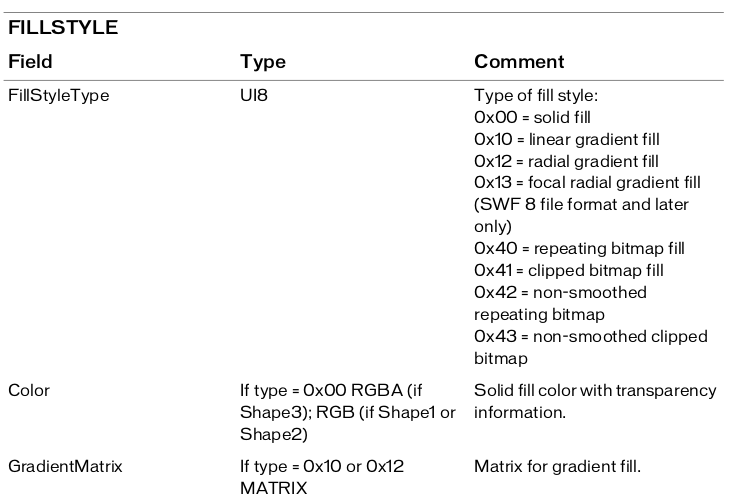 FILLSTYLE
Field Type Comment
FillStyleType UI8 Type of fill style:
0x00 = solid fill
0x10 = linear gradient fill
0x12 = radial gradient fill
0x13 = focal radial gradient fill
(SWF 8 file format and later
only)
0x40 = repeating bitmap fill
0x41 = clipped bitmap fill
0x42 = non-smoothed
repeating bitmap
0x43 = non-smoothed clipped
bitmap
Color If type = 0x00 RGBA (if Solid fill color with transparency
Shape3); RGB (if Shape1 or information.
Shape2)
GradientMatrix If type = 0x10 or 0x12 Matrix for gradient fill.
MATRIX